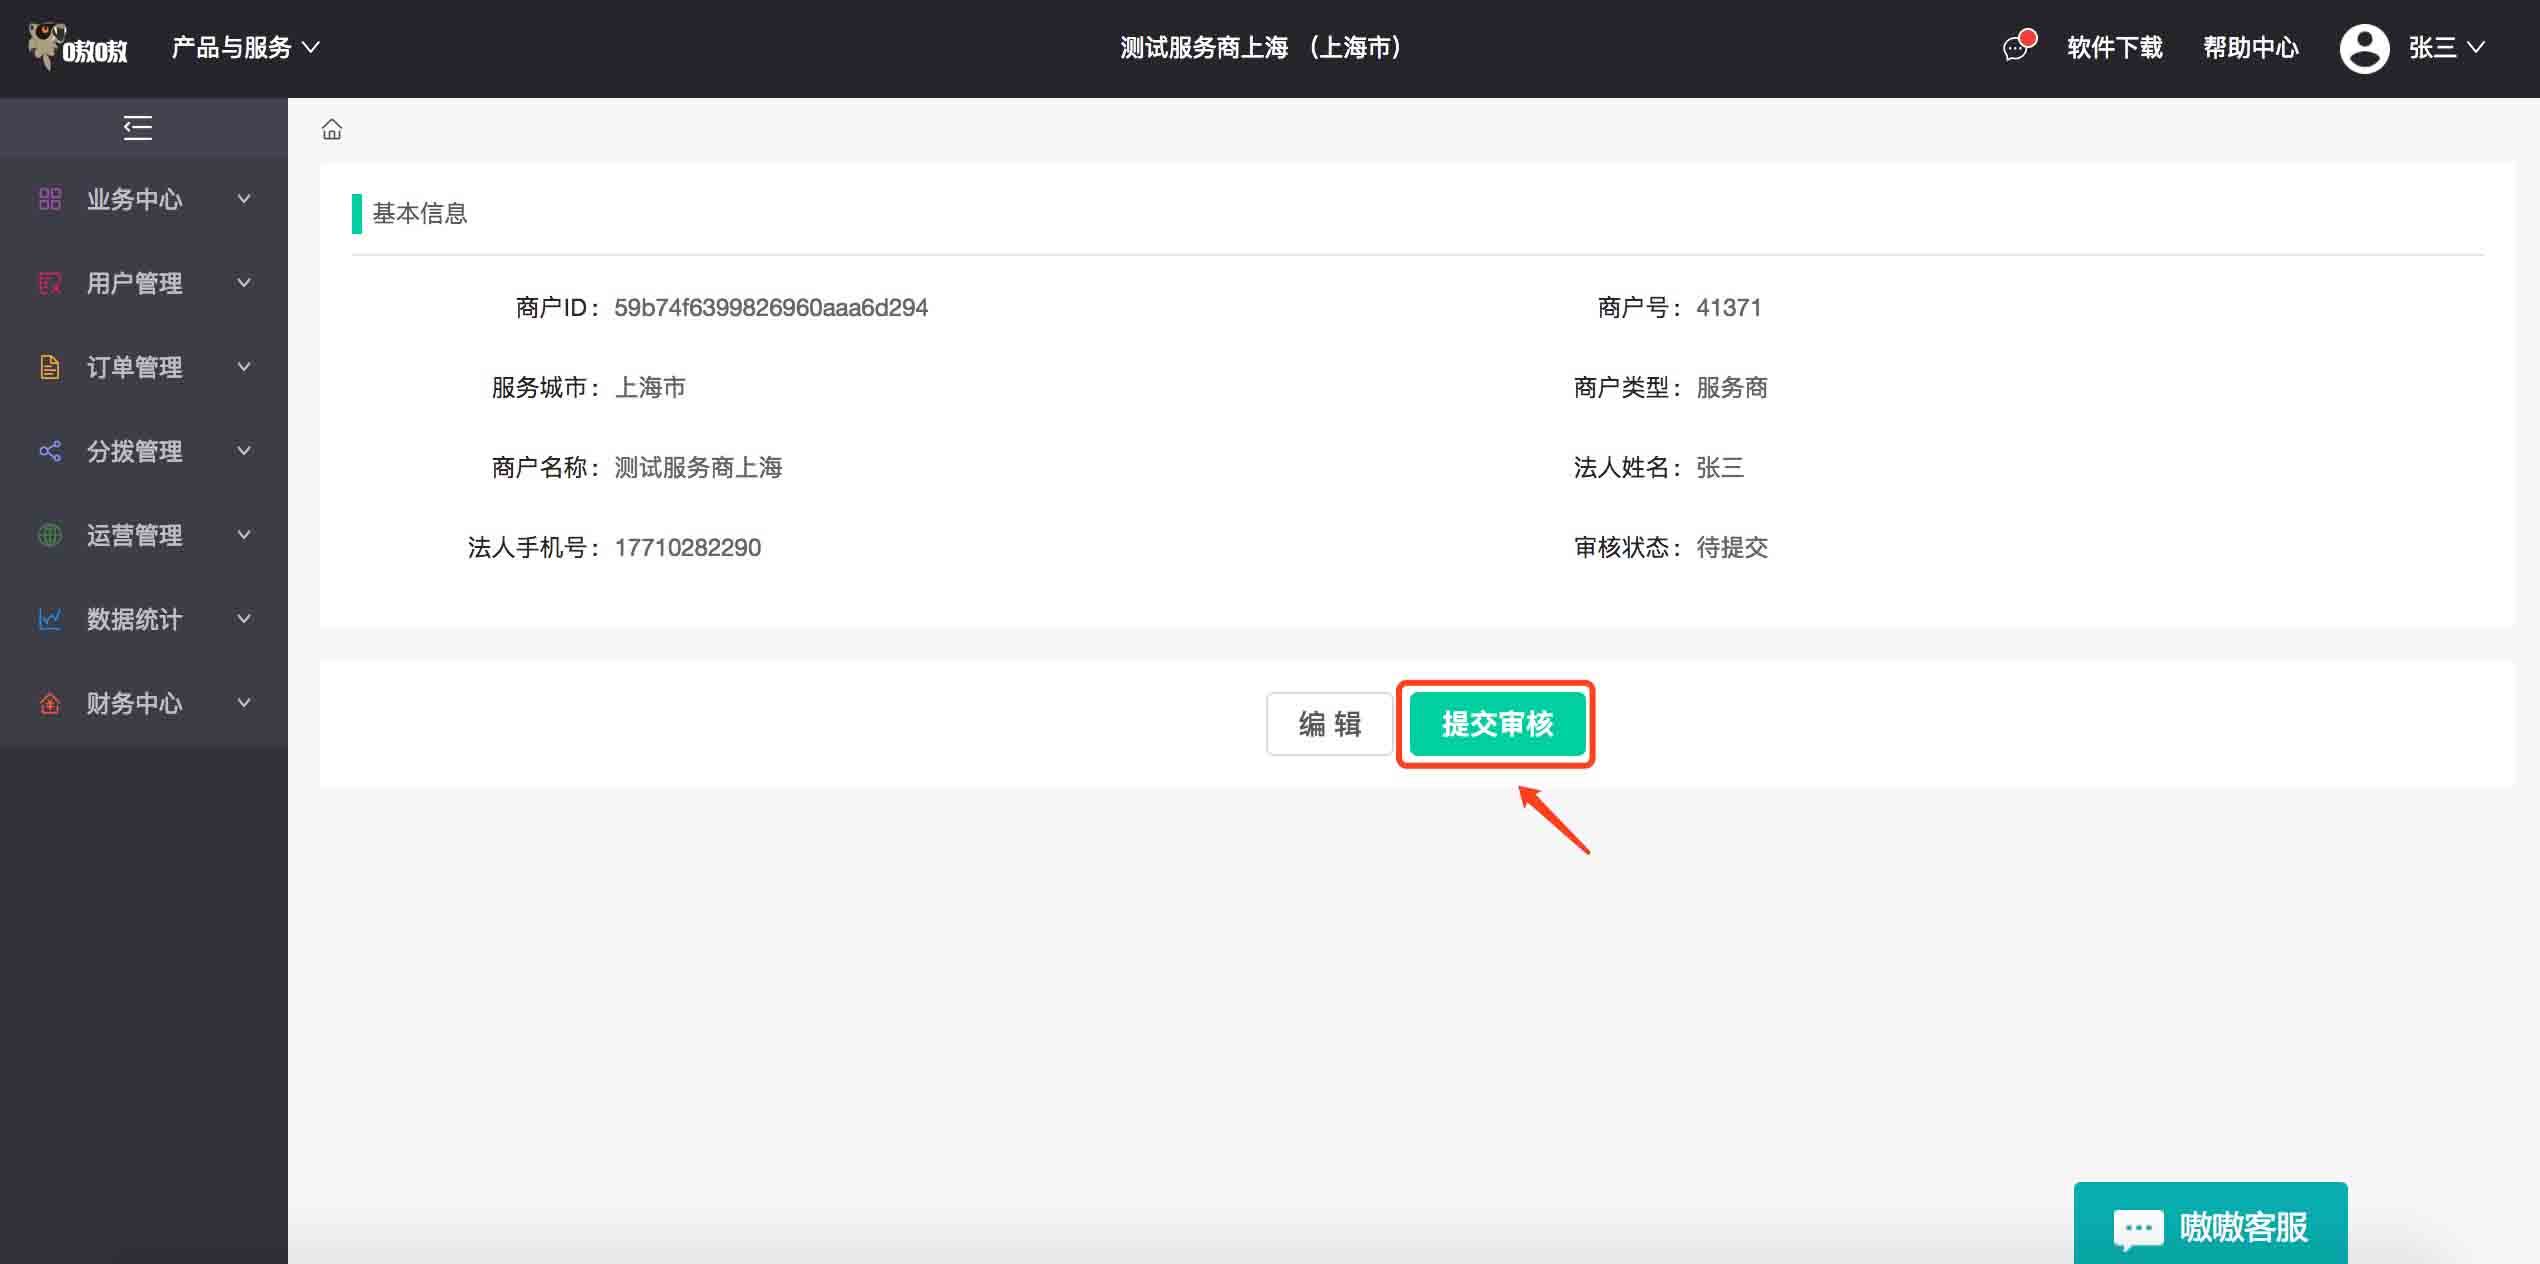 嗷嗷
产品与服务
测试服务商上海 (上海市)
软件下载
帮助中心
张三
业务中心
用户管理
订单管理
分拨管理
运营管理
数据统计
财务中心
基本信息
商户ID: 59b74f6399826960aaa6d294
商户号: 41371
服务城市: 上海市
商户类型: 服务商
商户名称: 测试服务商上海
法人姓名: 张三
法人手机号: 17710282290
审核状态: 待提交
编 辑
提交审核
嗷嗷客服